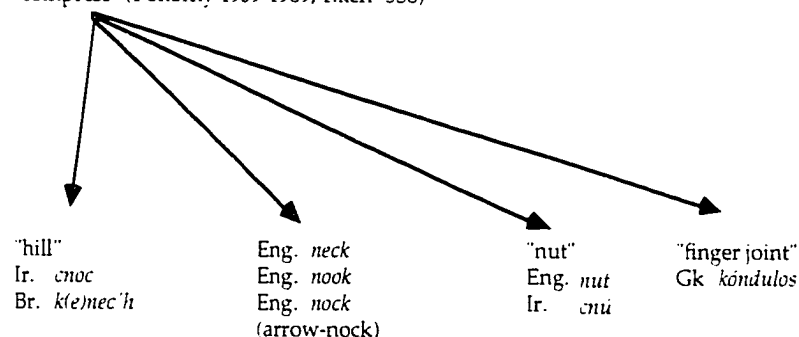 "hill"
Ir. cnoc
Br. k(e)nec'h
Eng. neck
Eng. nook
Eng. nock
(arrow-nock)
"nut"
Eng. nut
Ir. cnú
"finger joint"
Gk kóndulos